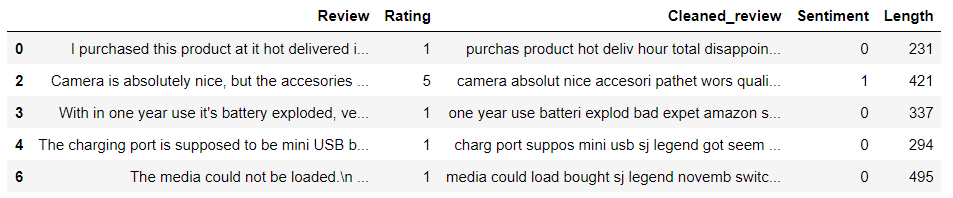 Review Rating Cleaned_review Sentiment Length
0 I purchased this product at it hot delivered i... 1 purchas product hot deliv hour total disappoin... 0 231
2 Camera is absolutely nice, but the accesories ... 5 camera absolut nice accesori pathet wors quali... 1 421
3 With in one year use it's battery exploded, ve... 1 one year use batteri explod bad expet amazon s... 0 337
4 The charging port is supposed to be mini USB b... 1 charg port suppos mini usb sj legend got seem ... 0 294
6 The media could not be loaded.\n ... 1 media could load bought sj legend novemb switc... 0 495